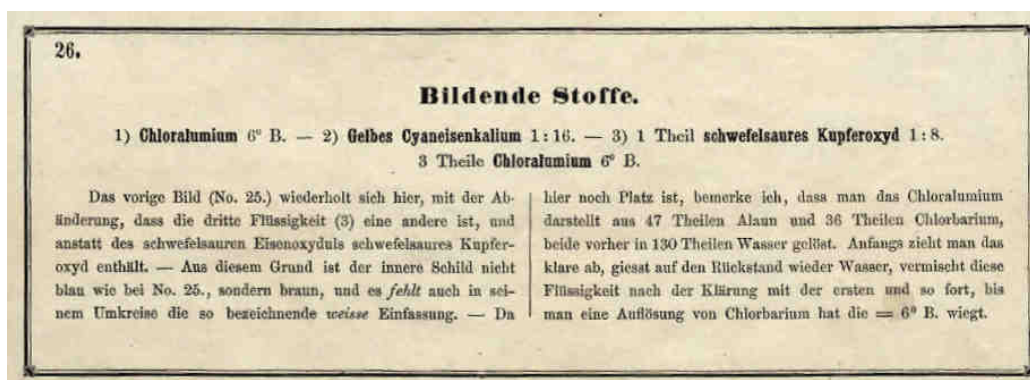 26.
Bildende Stoffe.
1) Chloralumium 6° B. — 2) Gelbes Cyaneisenkalium 1:16. — 3) 1 Theil schwefelsaures Kupferoxyd 1:8.
3 Theile Chloralumium 6° B.
Das vorige Bild (No. 25.) wiederholt sich hier, mit der Ab-
änderung, dass die dritte Flüssigkeit (3) eine andere ist, und
anstatt des schwefelsauren Eisenoxyduls schwefelsaures Kupfer-
oxyd enthält. — Aus diesem Grund ist der innere Schild nicht
blau wie bei No. 25., sondern braun, und es fehlt auch in sei-
nem Umkreise die so bezeichnende weisse Einfassung. — Da
hier noch Platz ist, bemerke ich, dass man das Chloralumium
darstellt aus 47 Theilen Alaun und 36 Theilen Chlorbarium,
beide vorher in 130 Theilen Wasser gelöst. Anfangs zieht man das
klare ab, giesst auf den Rückstand wieder Wasser, vermischt diese
Flüssigkeit nach der Klärung mit der ersten und so fort, bis
man eine Auflösung von Chlorbarium hat die = 6° B. wiegt.